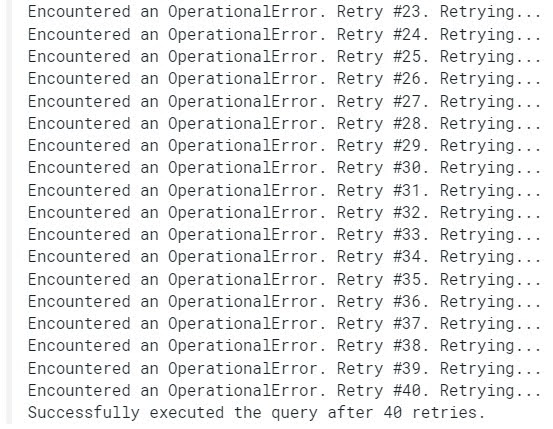 Encountered an OperationalError. Retry #23. Retrying...
Encountered an OperationalError. Retry #24. Retrying...
Encountered an OperationalError. Retry #25. Retrying...
Encountered an OperationalError. Retry #26. Retrying...
Encountered an OperationalError. Retry #27. Retrying...
Encountered an OperationalError. Retry #28. Retrying...
Encountered an OperationalError. Retry #29. Retrying...
Encountered an OperationalError. Retry #30. Retrying...
Encountered an OperationalError. Retry #31. Retrying...
Encountered an OperationalError. Retry #32. Retrying...
Encountered an OperationalError. Retry #33. Retrying...
Encountered an OperationalError. Retry #34. Retrying...
Encountered an OperationalError. Retry #35. Retrying...
Encountered an OperationalError. Retry #36. Retrying...
Encountered an OperationalError. Retry #37. Retrying...
Encountered an OperationalError. Retry #38. Retrying...
Encountered an OperationalError. Retry #39. Retrying...
Encountered an OperationalError. Retry #40. Retrying...
Successfully executed the query after 40 retries.